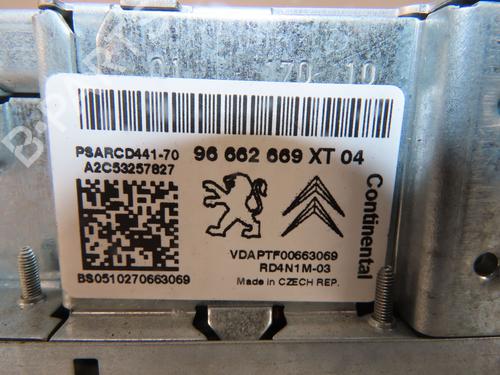 PSARCD441-70 96 662 669 XT 04
A2C53257827
Continental
VDAPTF00663069
RD4N1M-03
BS0510270663069 Made in CZECH REP.